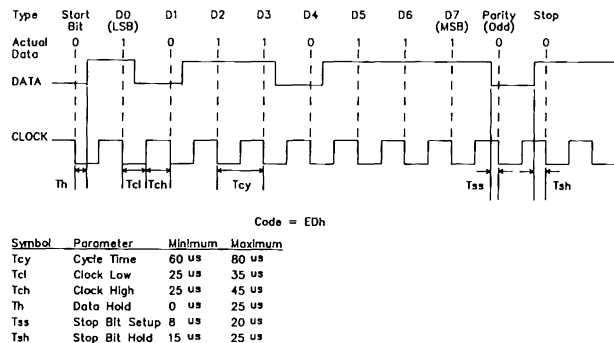 Type Start Bit D0 (LSB) D1 D2 D3 D4 D5 D6 D7 (MSB) Parity (Odd) Stop
Actual Data 0 1 0 1 1 0 1 1 1 0 0
DATA
CLOCK
Th Tcl Tch Tcy Tss Tsh
Code = EDh
Symbol Parameter Minimum Maximum
Tcy Cycle Time 60 us 80 us
Tcl Clock Low 25 us 35 us
Tch Clock High 25 us 45 us
Th Data Hold 0 us 25 us
Tss Stop Bit Setup 8 us 20 us
Tsh Stop Bit Hold 15 us 25 us